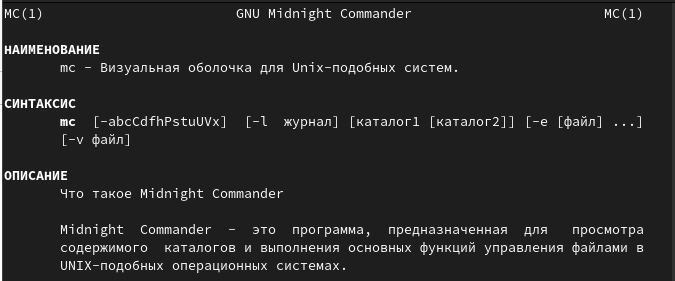 MC(1) GNU Midnight Commander MC(1)
НАИМЕНОВАНИЕ
mc - Визуальная оболочка для Unix-подобных систем.
СИНТАКСИС
mc [-abcCdfhPstuUVx] [-l журнал] [каталог1 [каталог2]] [-e [файл] ...]
[-v файл]
ОПИСАНИЕ
Что такое Midnight Commander
Midnight Commander - это программа, предназначенная для просмотра
содержимого каталогов и выполнения основных функций управления файлами в
UNIX-подобных операционных системах.